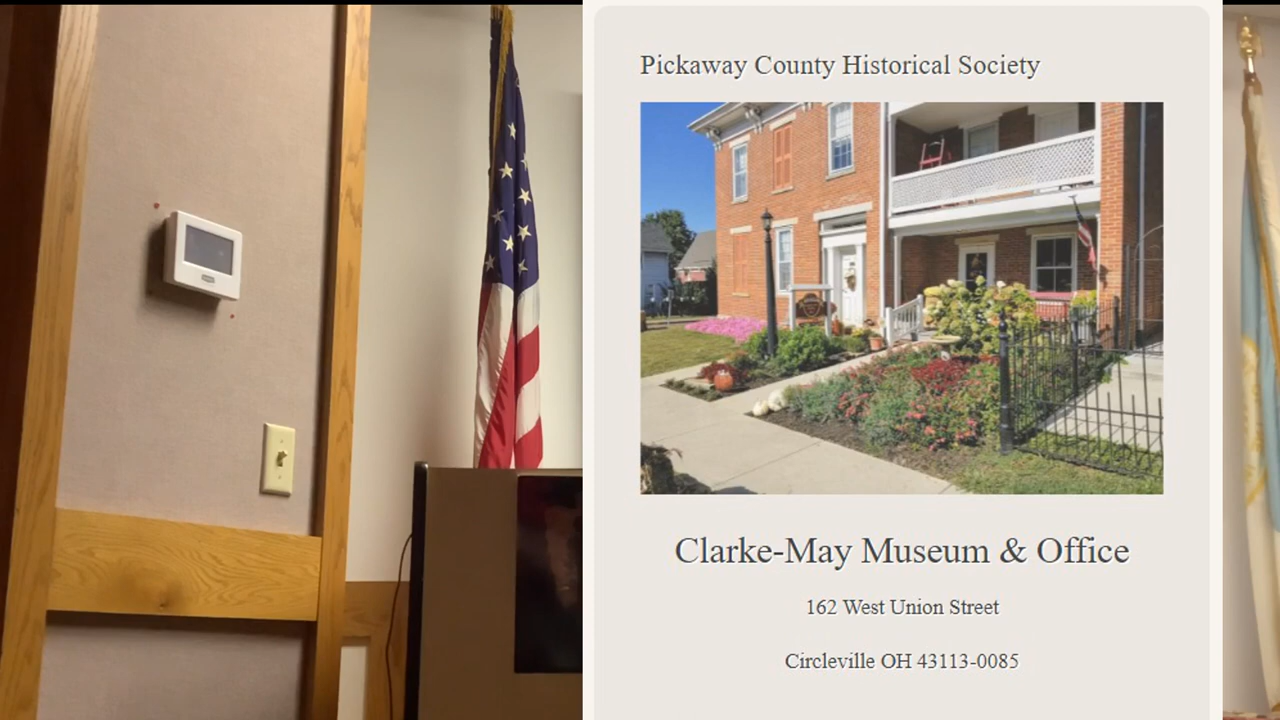 Pickaway County Historical Society
Clarke-May Museum & Office
162 West Union Street
Circleville OH 43113-0085